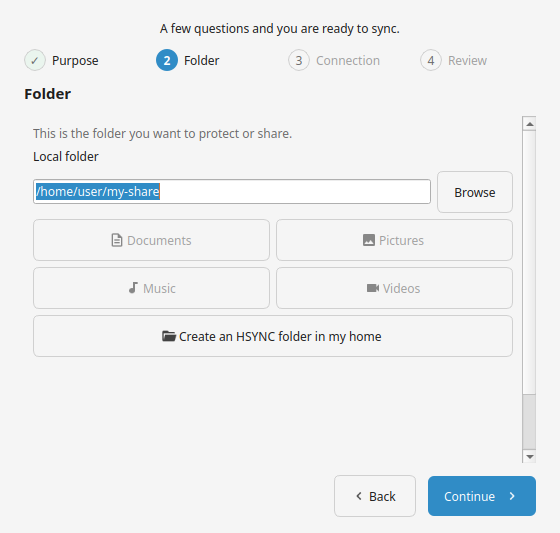 A few questions and you are ready to sync.
✓ Purpose 2 Folder 3 Connection 4 Review
Folder
This is the folder you want to protect or share.
Local folder
/home/user/my-share Browse
Documents Pictures
Music Videos
Create an HSYNC folder in my home
Back Continue